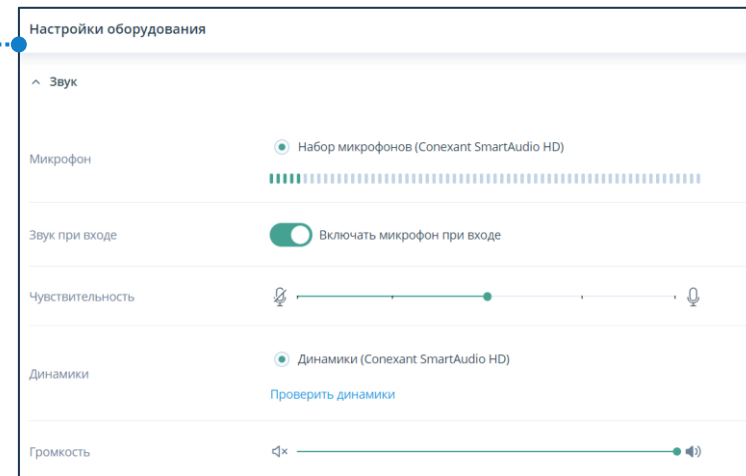 Настройки оборудования
Звук
Микрофон
Набор микрофонов (Conexant SmartAudio HD)
Звук при входе
Включать микрофон при входе
Чувствительность
Динамики
Динамики (Conexant SmartAudio HD)
Проверить динамики
Громкость